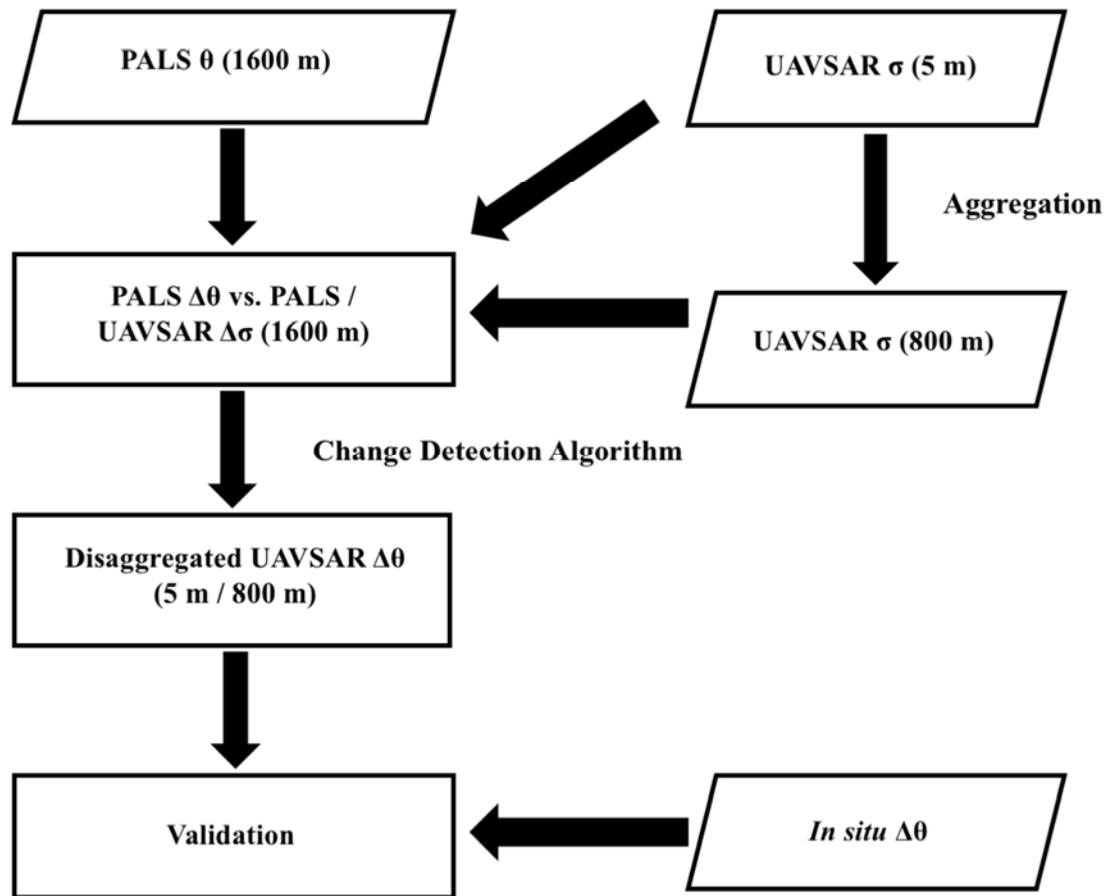 PALS θ (1600 m)
UAVSAR σ (5 m)
Aggregation
PALS Δθ vs. PALS /
UAVSAR Δσ (1600 m)
UAVSAR σ (800 m)
Change Detection Algorithm
Disaggregated UAVSAR Δθ
(5 m / 800 m)
Validation
In situ Δθ